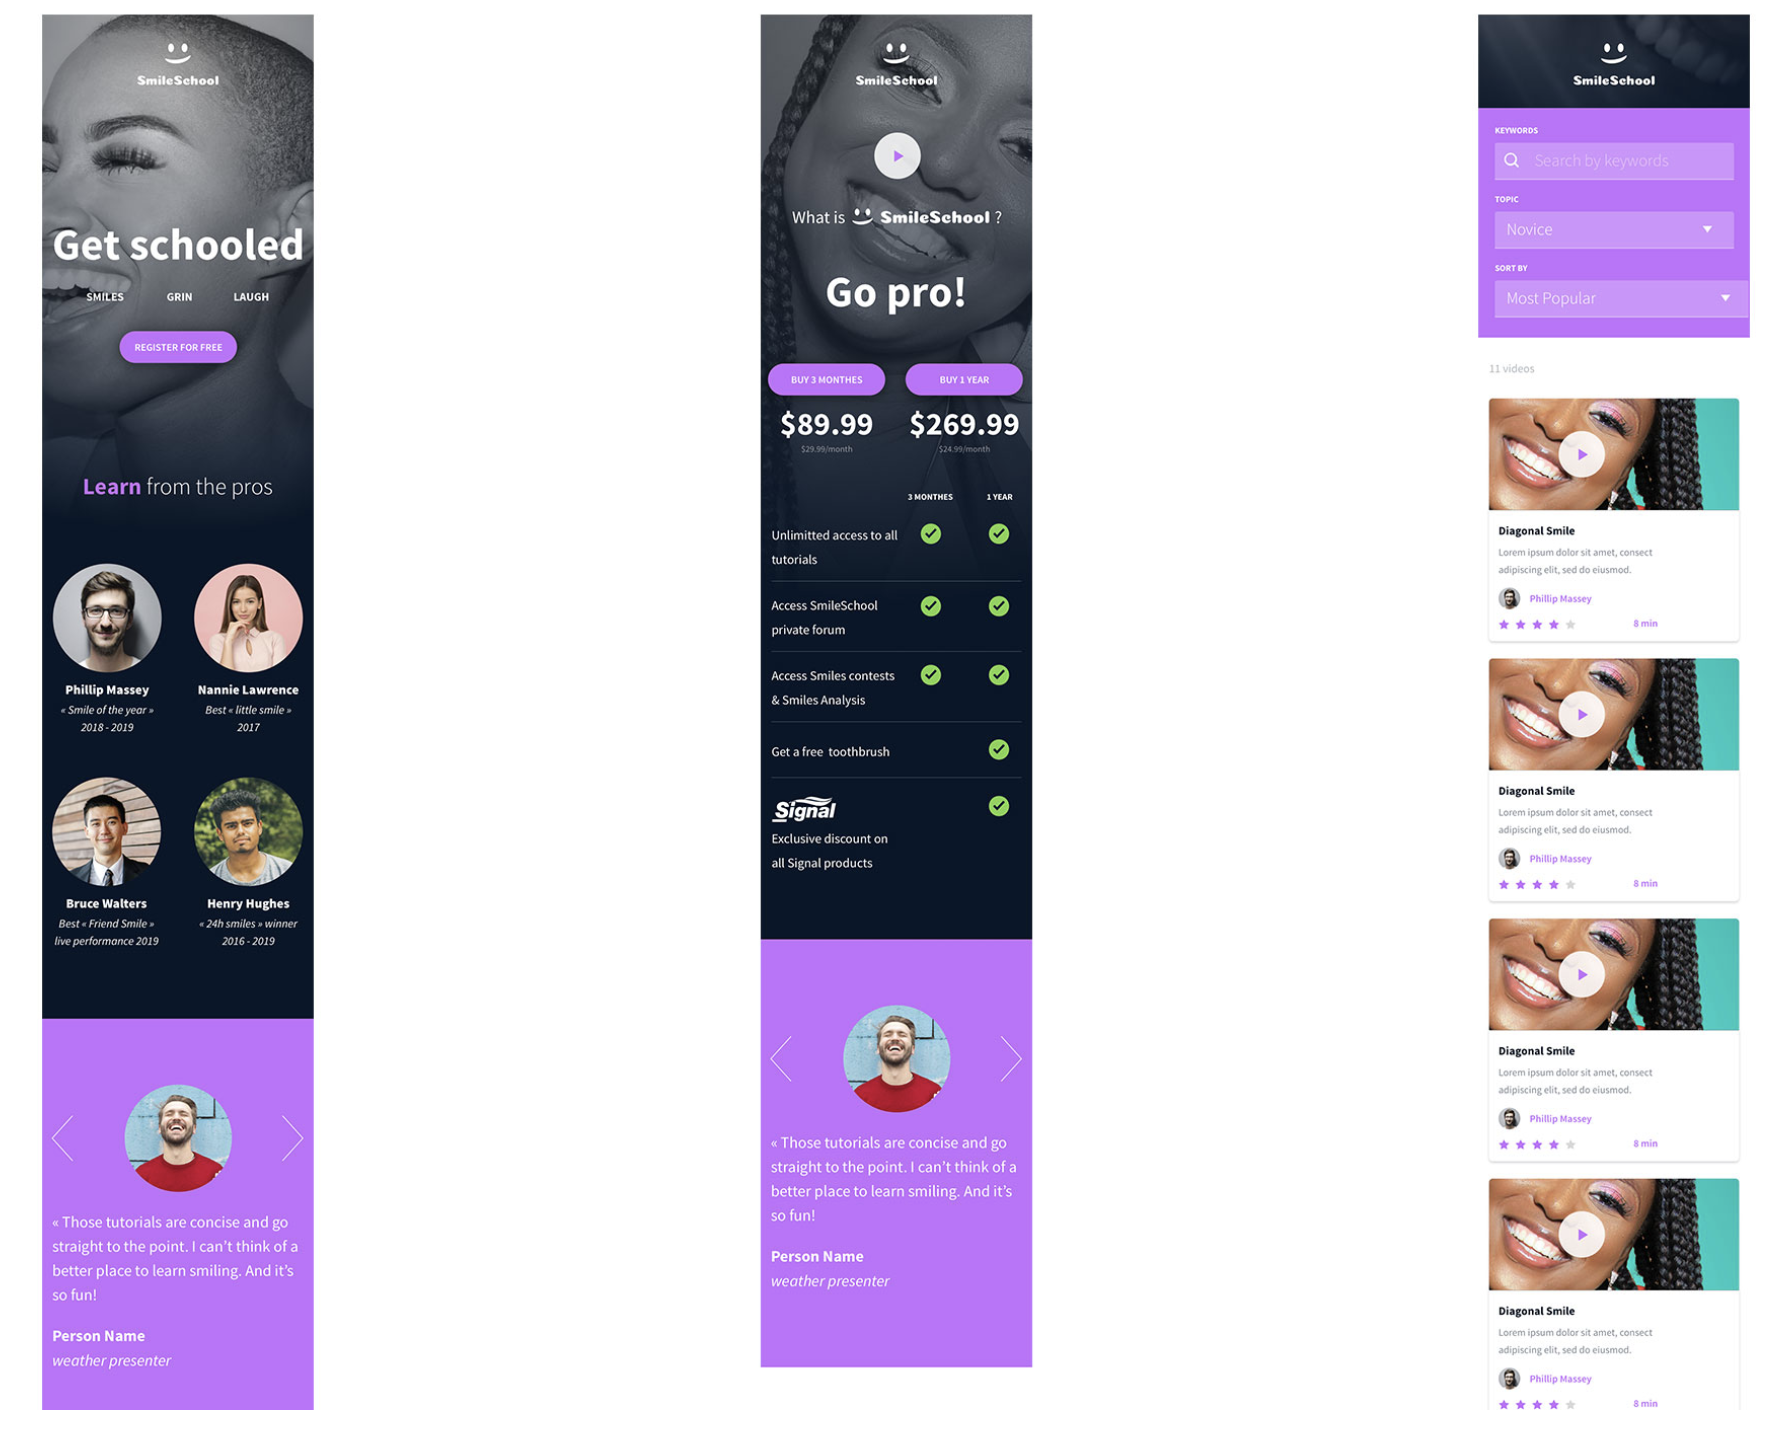 SmileSchool
Get schooled
SMILES GRIN LAUGH
REGISTER FOR FREE
Learn from the pros
Phillip Massey
« Smile of the year »
2018 - 2019
Nannie Lawrence
Best « little smile »
2017
Bruce Walters
Best « Friend Smile »
live performance 2019
Henry Hughes
« 24h smiles » winner
2016 - 2019
« Those tutorials are concise and go
straight to the point. I can't think of a
better place to learn smiling. And it's
so fun!
Person Name
weather presenter
SmileSchool
What is SmileSchool ?
Go pro!
BUY 3 MONTHES
$89.99
$29.99/month
BUY 1 YEAR
$269.99
$24.99/month
3 MONTHES 1 YEAR
Unlimitted access to all
tutorials
Access SmileSchool
private forum
Access Smiles contests
& Smiles Analysis
Get a free toothbrush
Signal
Exclusive discount on
all Signal products
« Those tutorials are concise and go
straight to the point. I can't think of a
better place to learn smiling. And it's
so fun!
Person Name
weather presenter
SmileSchool
KEYWORDS
Search by keywords
TOPIC
Novice
SORT BY
Most Popular
11 videos
Diagonal Smile
Lorem ipsum dolor sit amet, consect
adipiscing elit, sed do eiusmod.
Phillip Massey
8 min
Diagonal Smile
Lorem ipsum dolor sit amet, consect
adipiscing elit, sed do eiusmod.
Phillip Massey
8 min
Diagonal Smile
Lorem ipsum dolor sit amet, consect
adipiscing elit, sed do eiusmod.
Phillip Massey
8 min
Diagonal Smile
Lorem ipsum dolor sit amet, consect
adipiscing elit, sed do eiusmod.
Phillip Massey
8 min